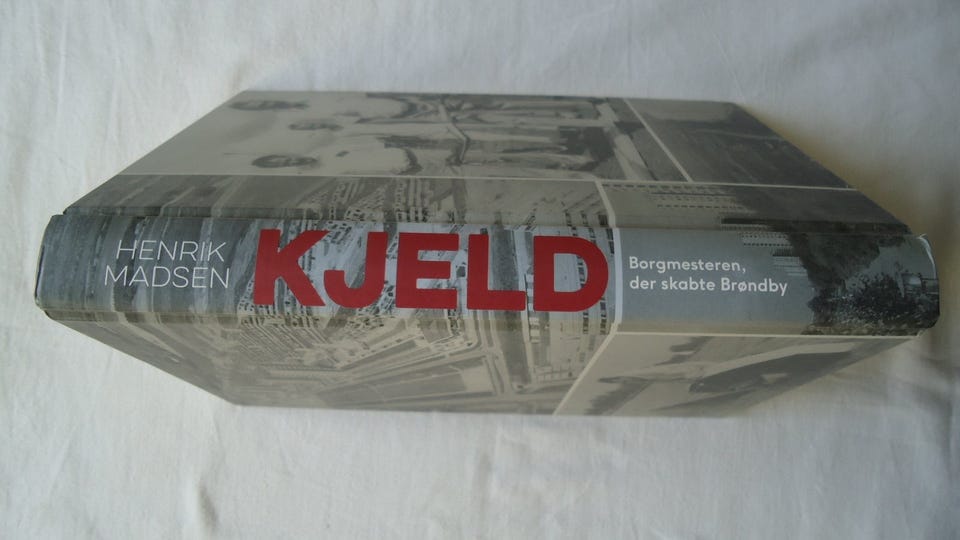 HENRIK
MADSEN
KJELD
Borgmesteren,
der skabte Brøndby